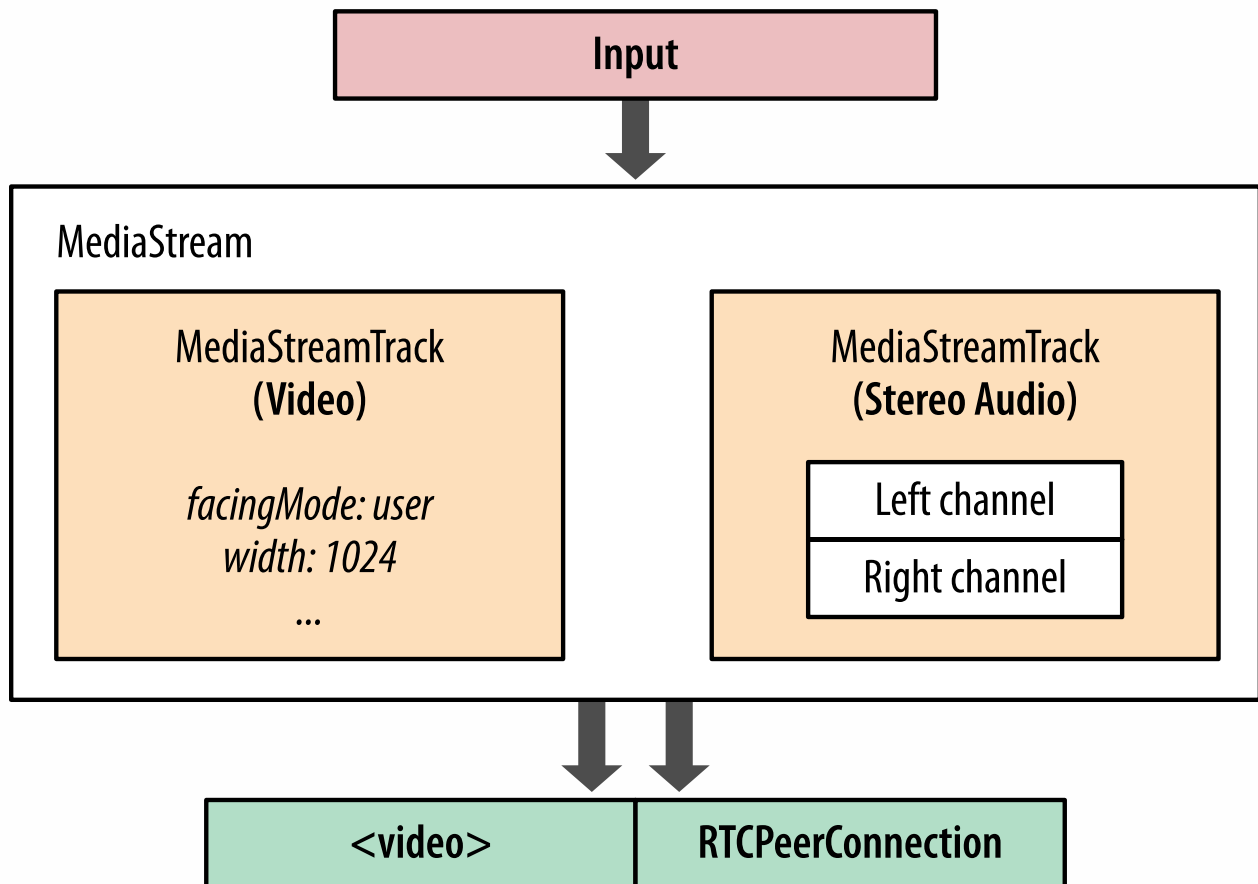 Input
MediaStream
MediaStreamTrack
(Video)
facingMode: user
width: 1024
...
MediaStreamTrack
(Stereo Audio)
Left channel
Right channel
<video>
RTCPeerConnection